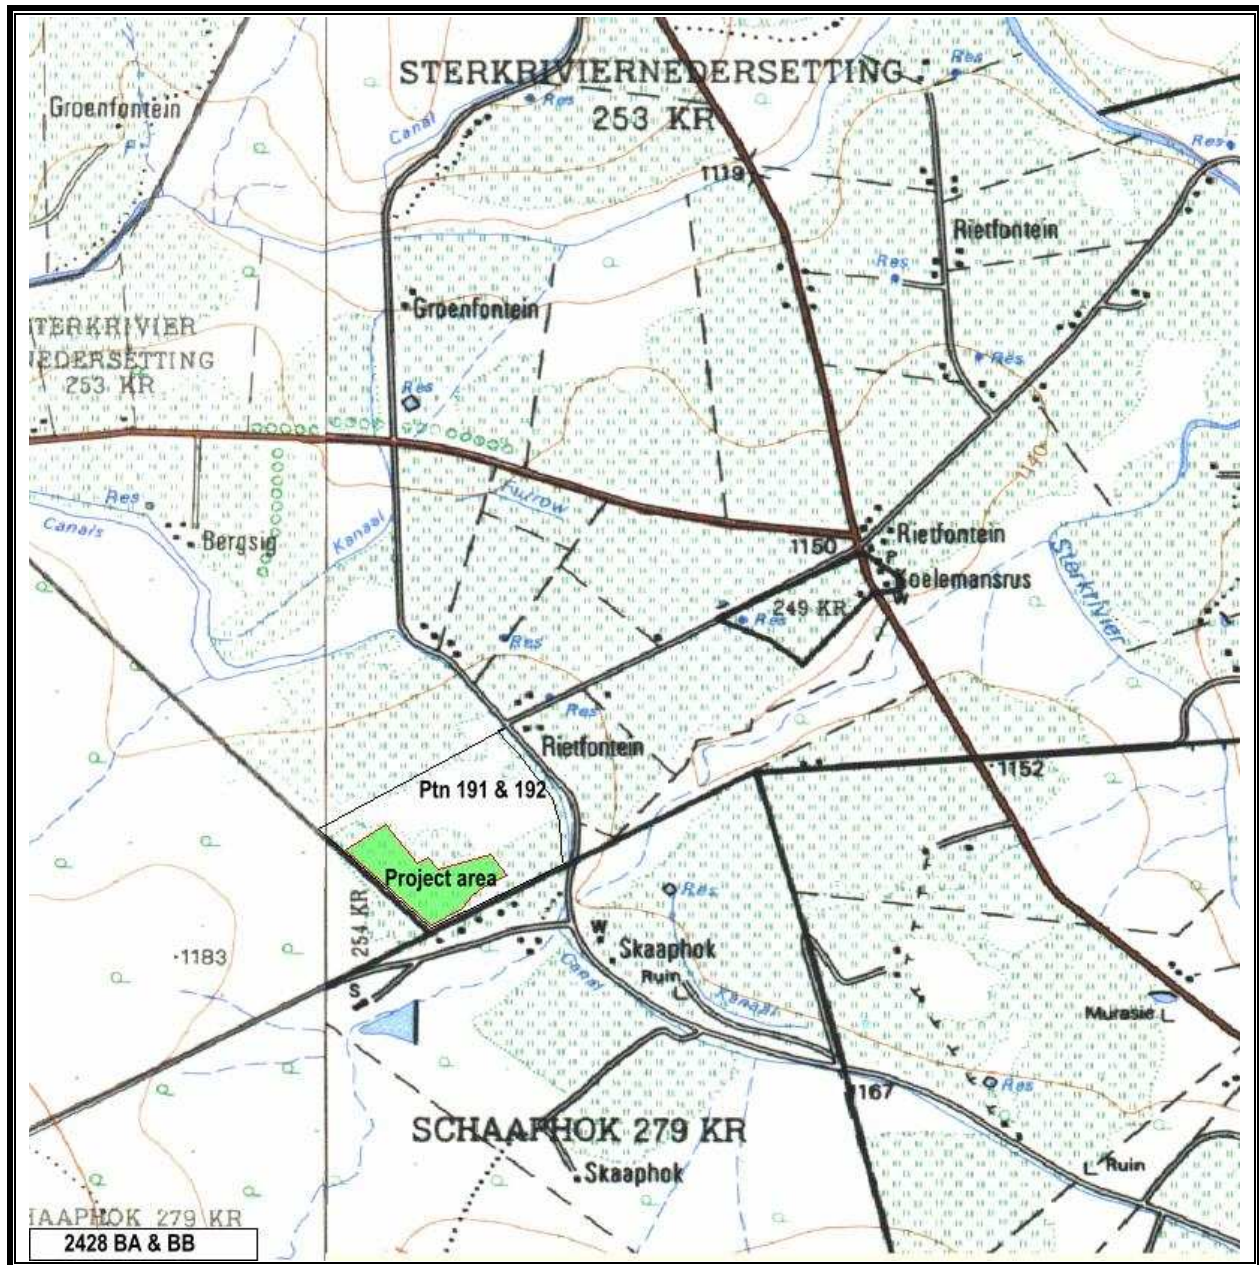 STERKRIVIERNEDERSETTING
253 KR
Groenfontein
Canal
Res
Res
Res
1119
Rietfontein
Res
Groenfontein
TERKRIVIER
NEDERSETTING
253 KR
Res
Res
1140
Res
Canals
Bergsig
Kanaal
Furrow
1150
Rietfontein
P
Koelemansrus
W
249 KR
Res
Sterkrivier
Res
Res
Rietfontein
Ptn 191 & 192
1152
Project area
254 KR
1183
S
W
Skaaphok
Ruin
Canal
Kanaal
Res
Murasie
Res
1167
SCHAAPHOK 279 KR
Skaaphok
Ruin
HAAPHOK 279 KR
2428 BA & BB